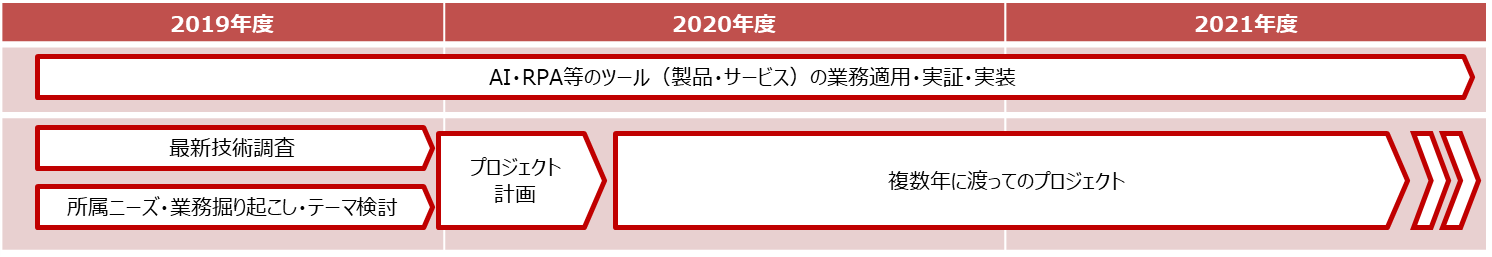 2019年度
2020年度
2021年度
AI・RPA等のツール（製品・サービス）の業務適用・実証・実装
最新技術調査
所属ニーズ・業務掘り起こし・テーマ検討
プロジェクト
計画
複数年に渡ってのプロジェクト